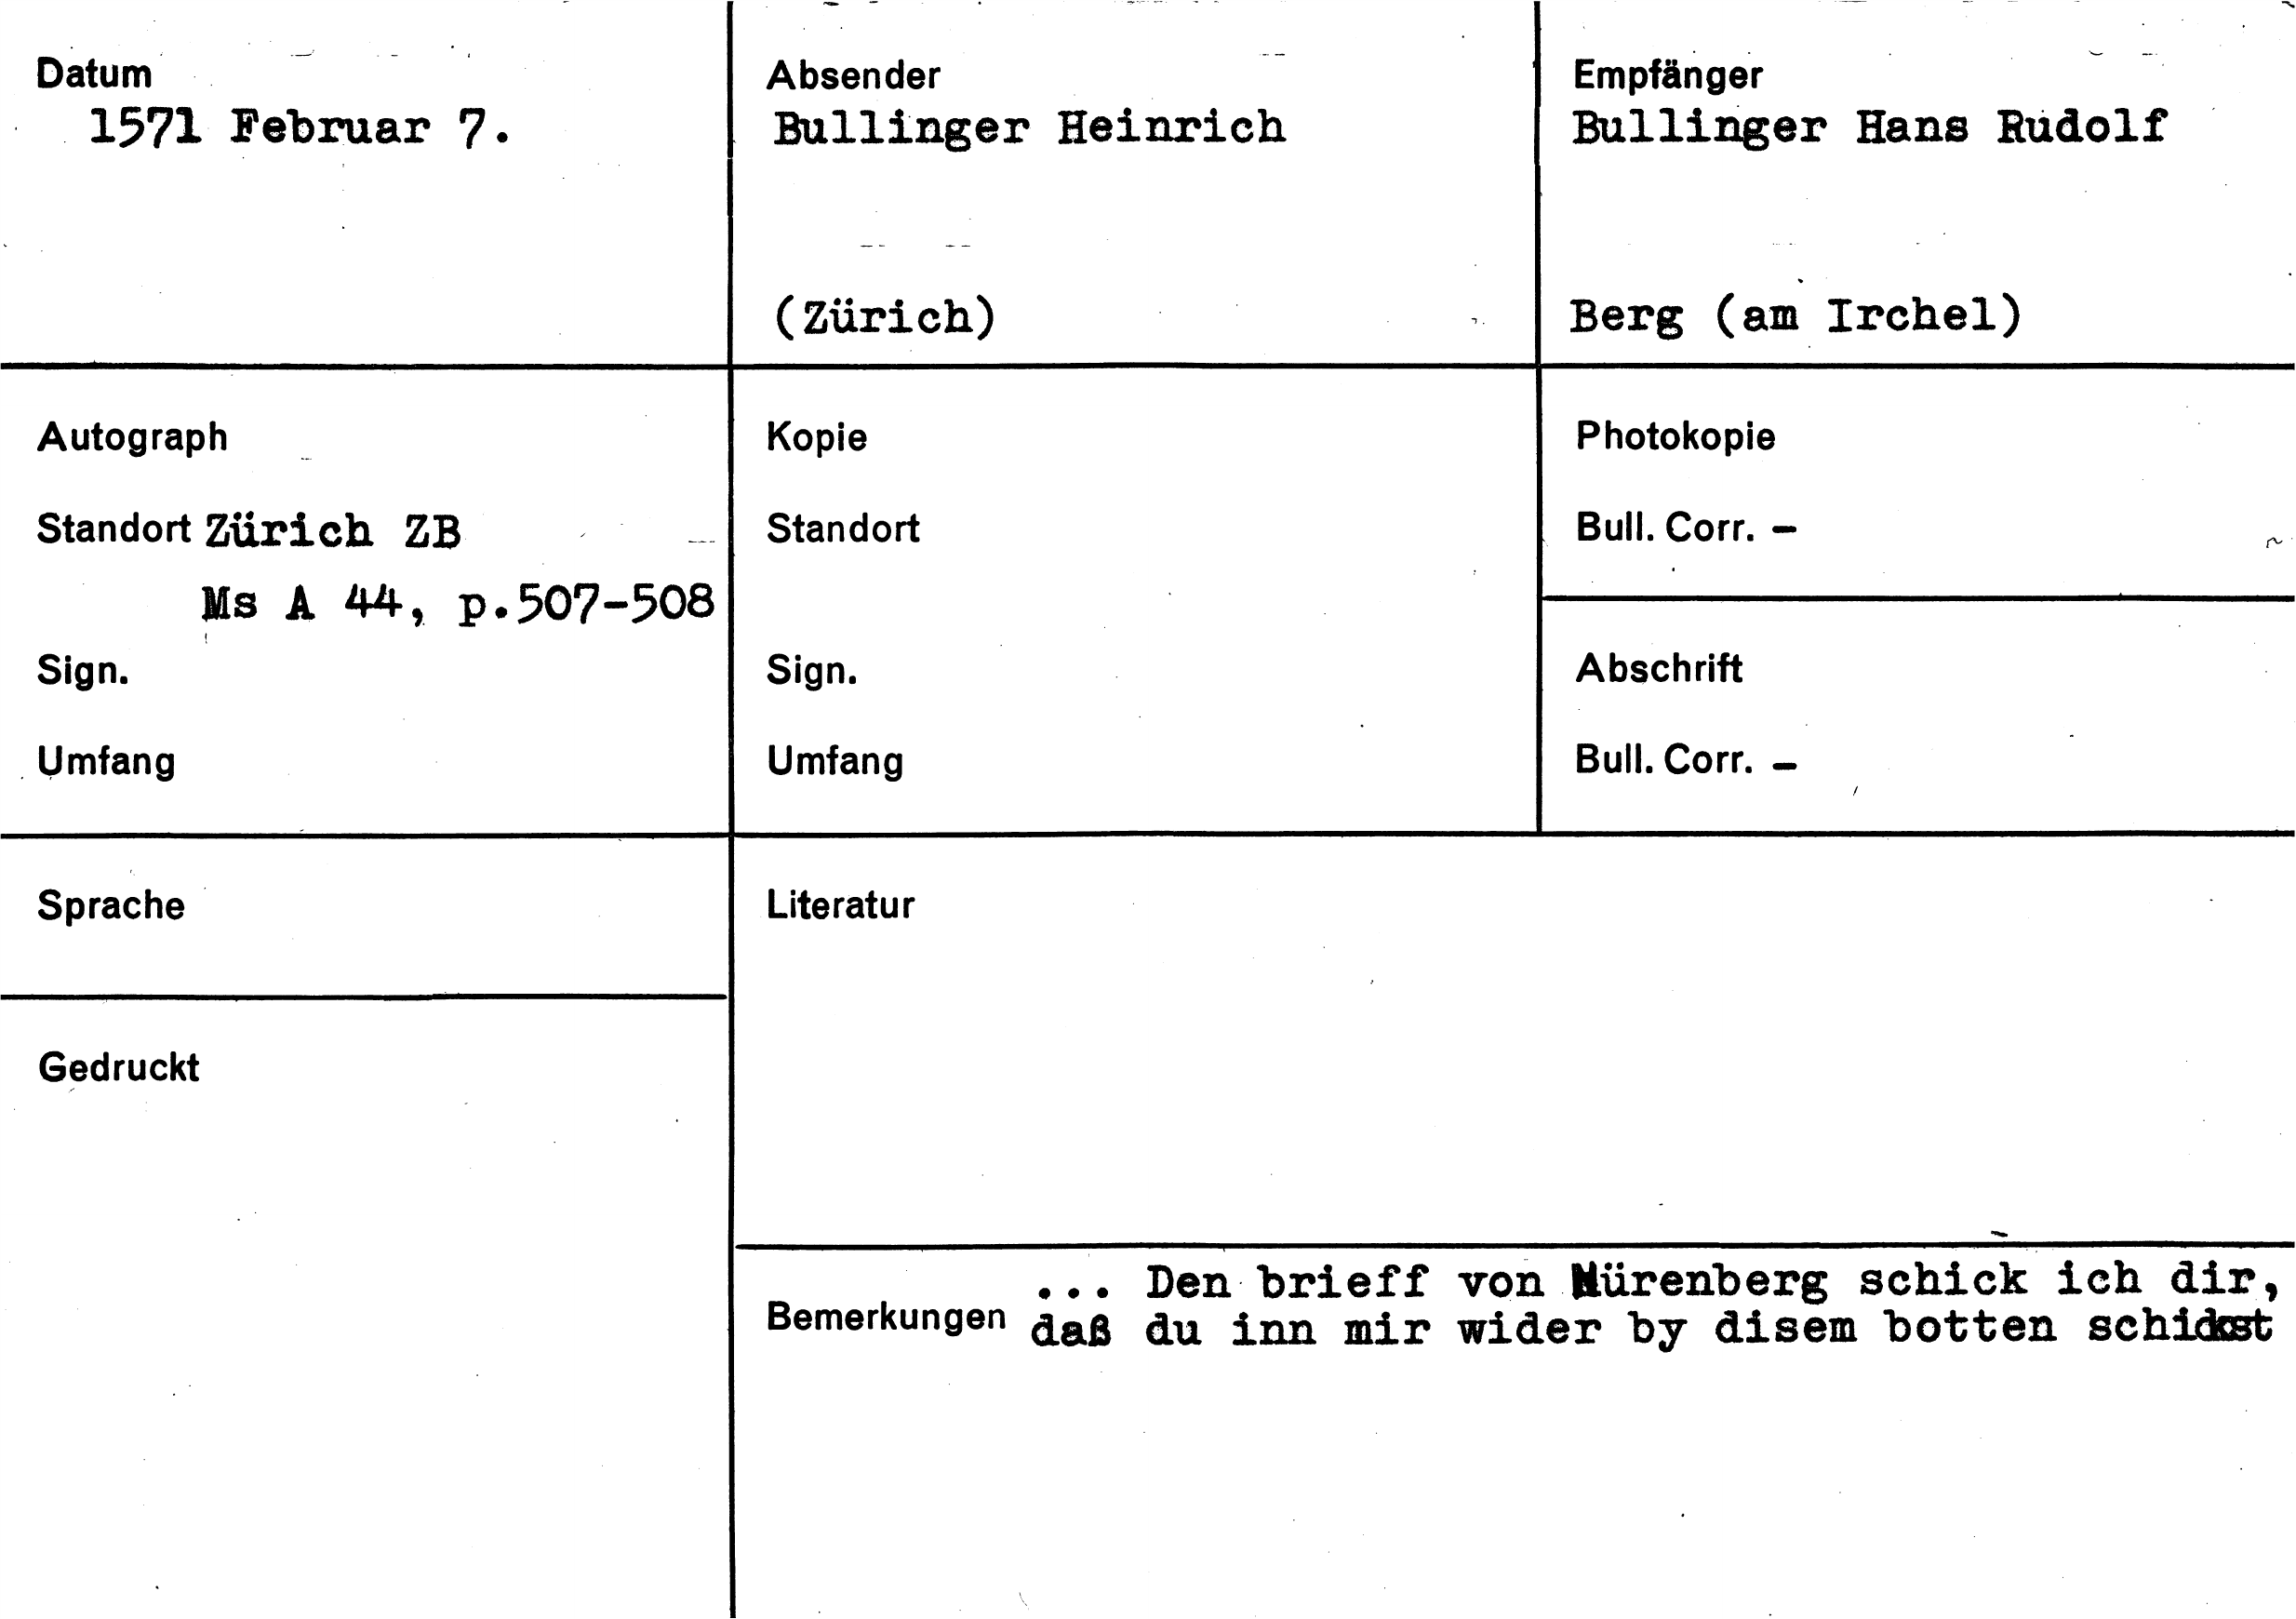 Datum
1571 Februar 7.
Absender
Bullinger Heinrich
(Zürich)
Empfänger
Bullinger Hans Rudolf
Berg (am Irchel)
Autograph
Standort Zürich ZB
Ms A 44, p.507-508
Sign.
Umfang
Kopie
Standort
Sign.
Umfang
Photokopie
Bull. Corr. –
Abschrift
Bull. Corr. –
Sprache
Gedruckt
Literatur
Bemerkungen
... Den brieff von Nürenberg schick ich dir,
daß du inn mir wider by disem botten schickst